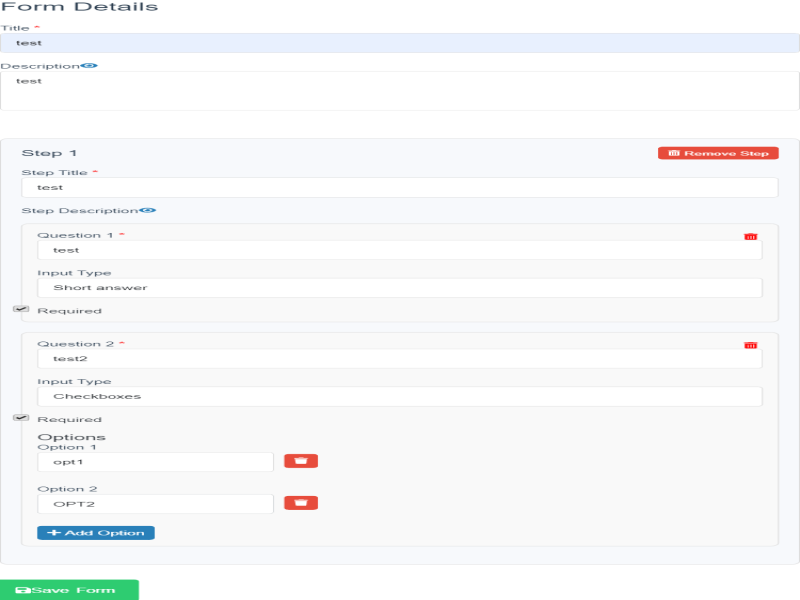 Form Details
Title *
test
Description
test
Step 1
Remove Step
Step Title *
test
Step Description
Question 1 *
test
Input Type
Short answer
Required
Question 2 *
test2
Input Type
Checkboxes
Required
Options
Option 1
opt1
Option 2
OPT2
Add Option
Save Form